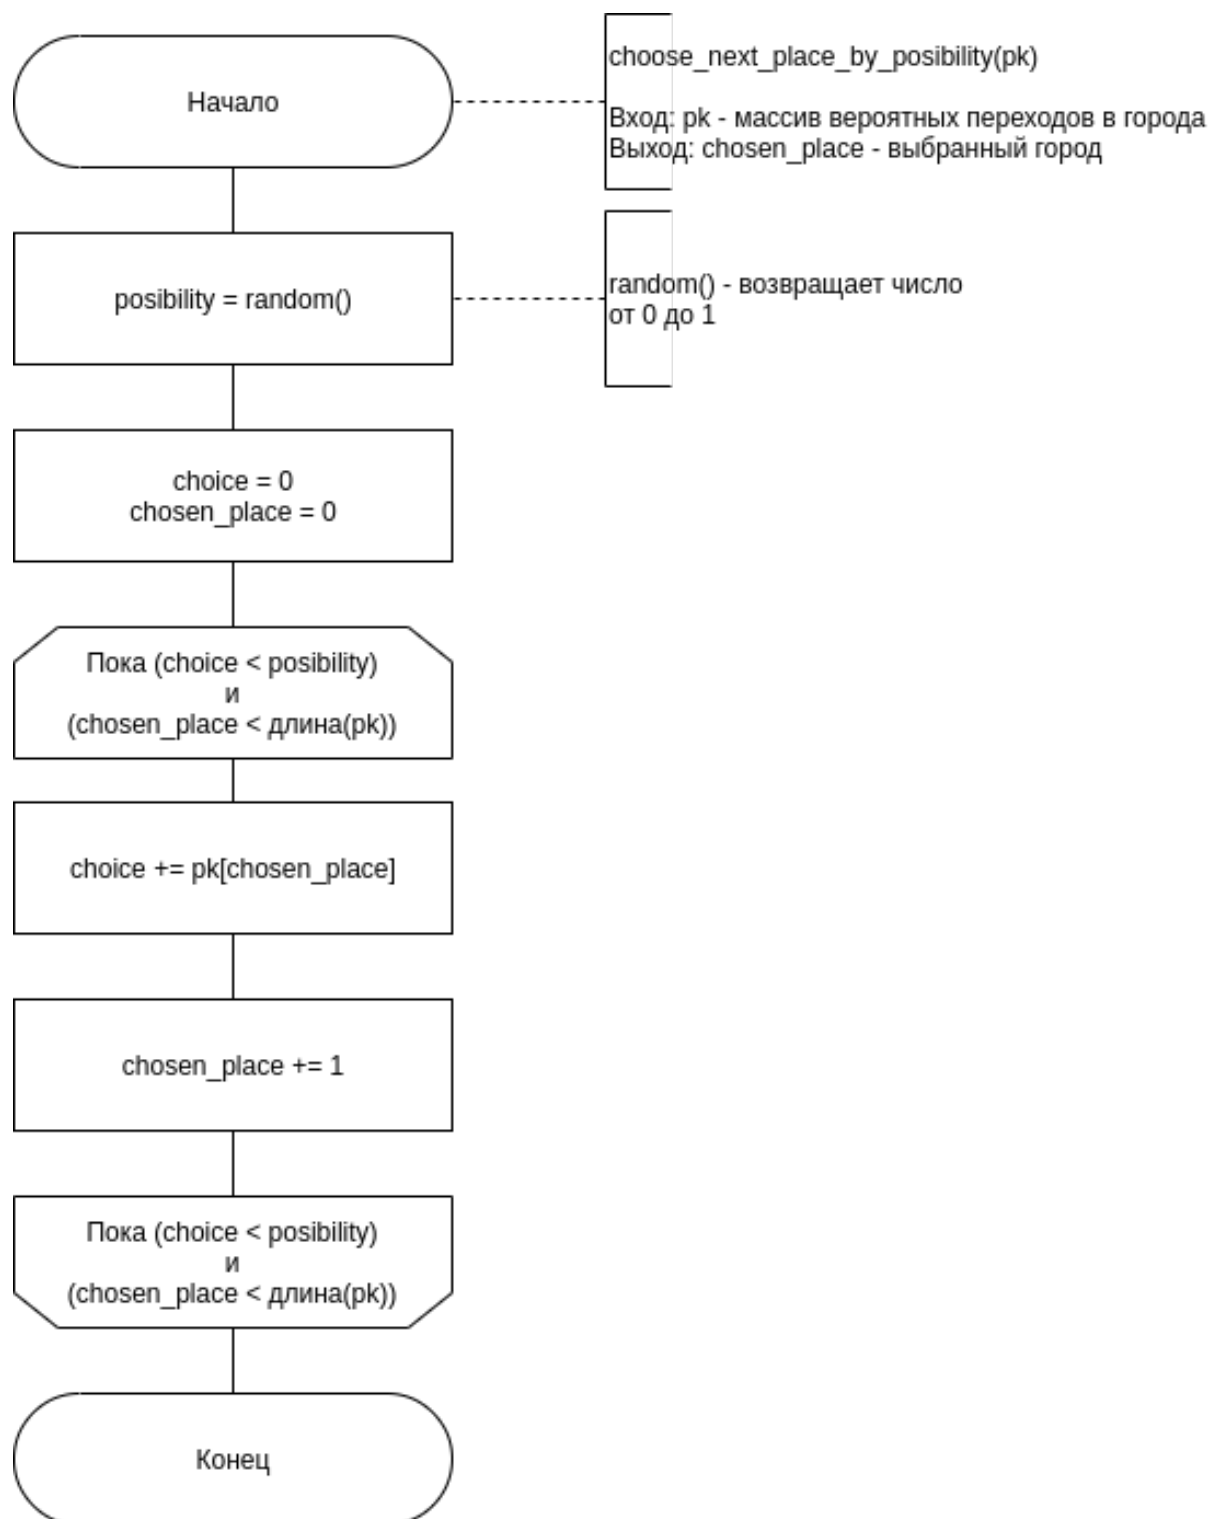 Начало
choose_next_place_by_posibility(pk)
Вход: pk - массив вероятных переходов в города
Выход: chosen_place - выбранный город
posibility = random()
random() - возвращает число
от 0 до 1
choice = 0
chosen_place = 0
Пока (choice < posibility)
и
(chosen_place < длина(pk))
choice += pk[chosen_place]
chosen_place += 1
Пока (choice < posibility)
и
(chosen_place < длина(pk))
Конец